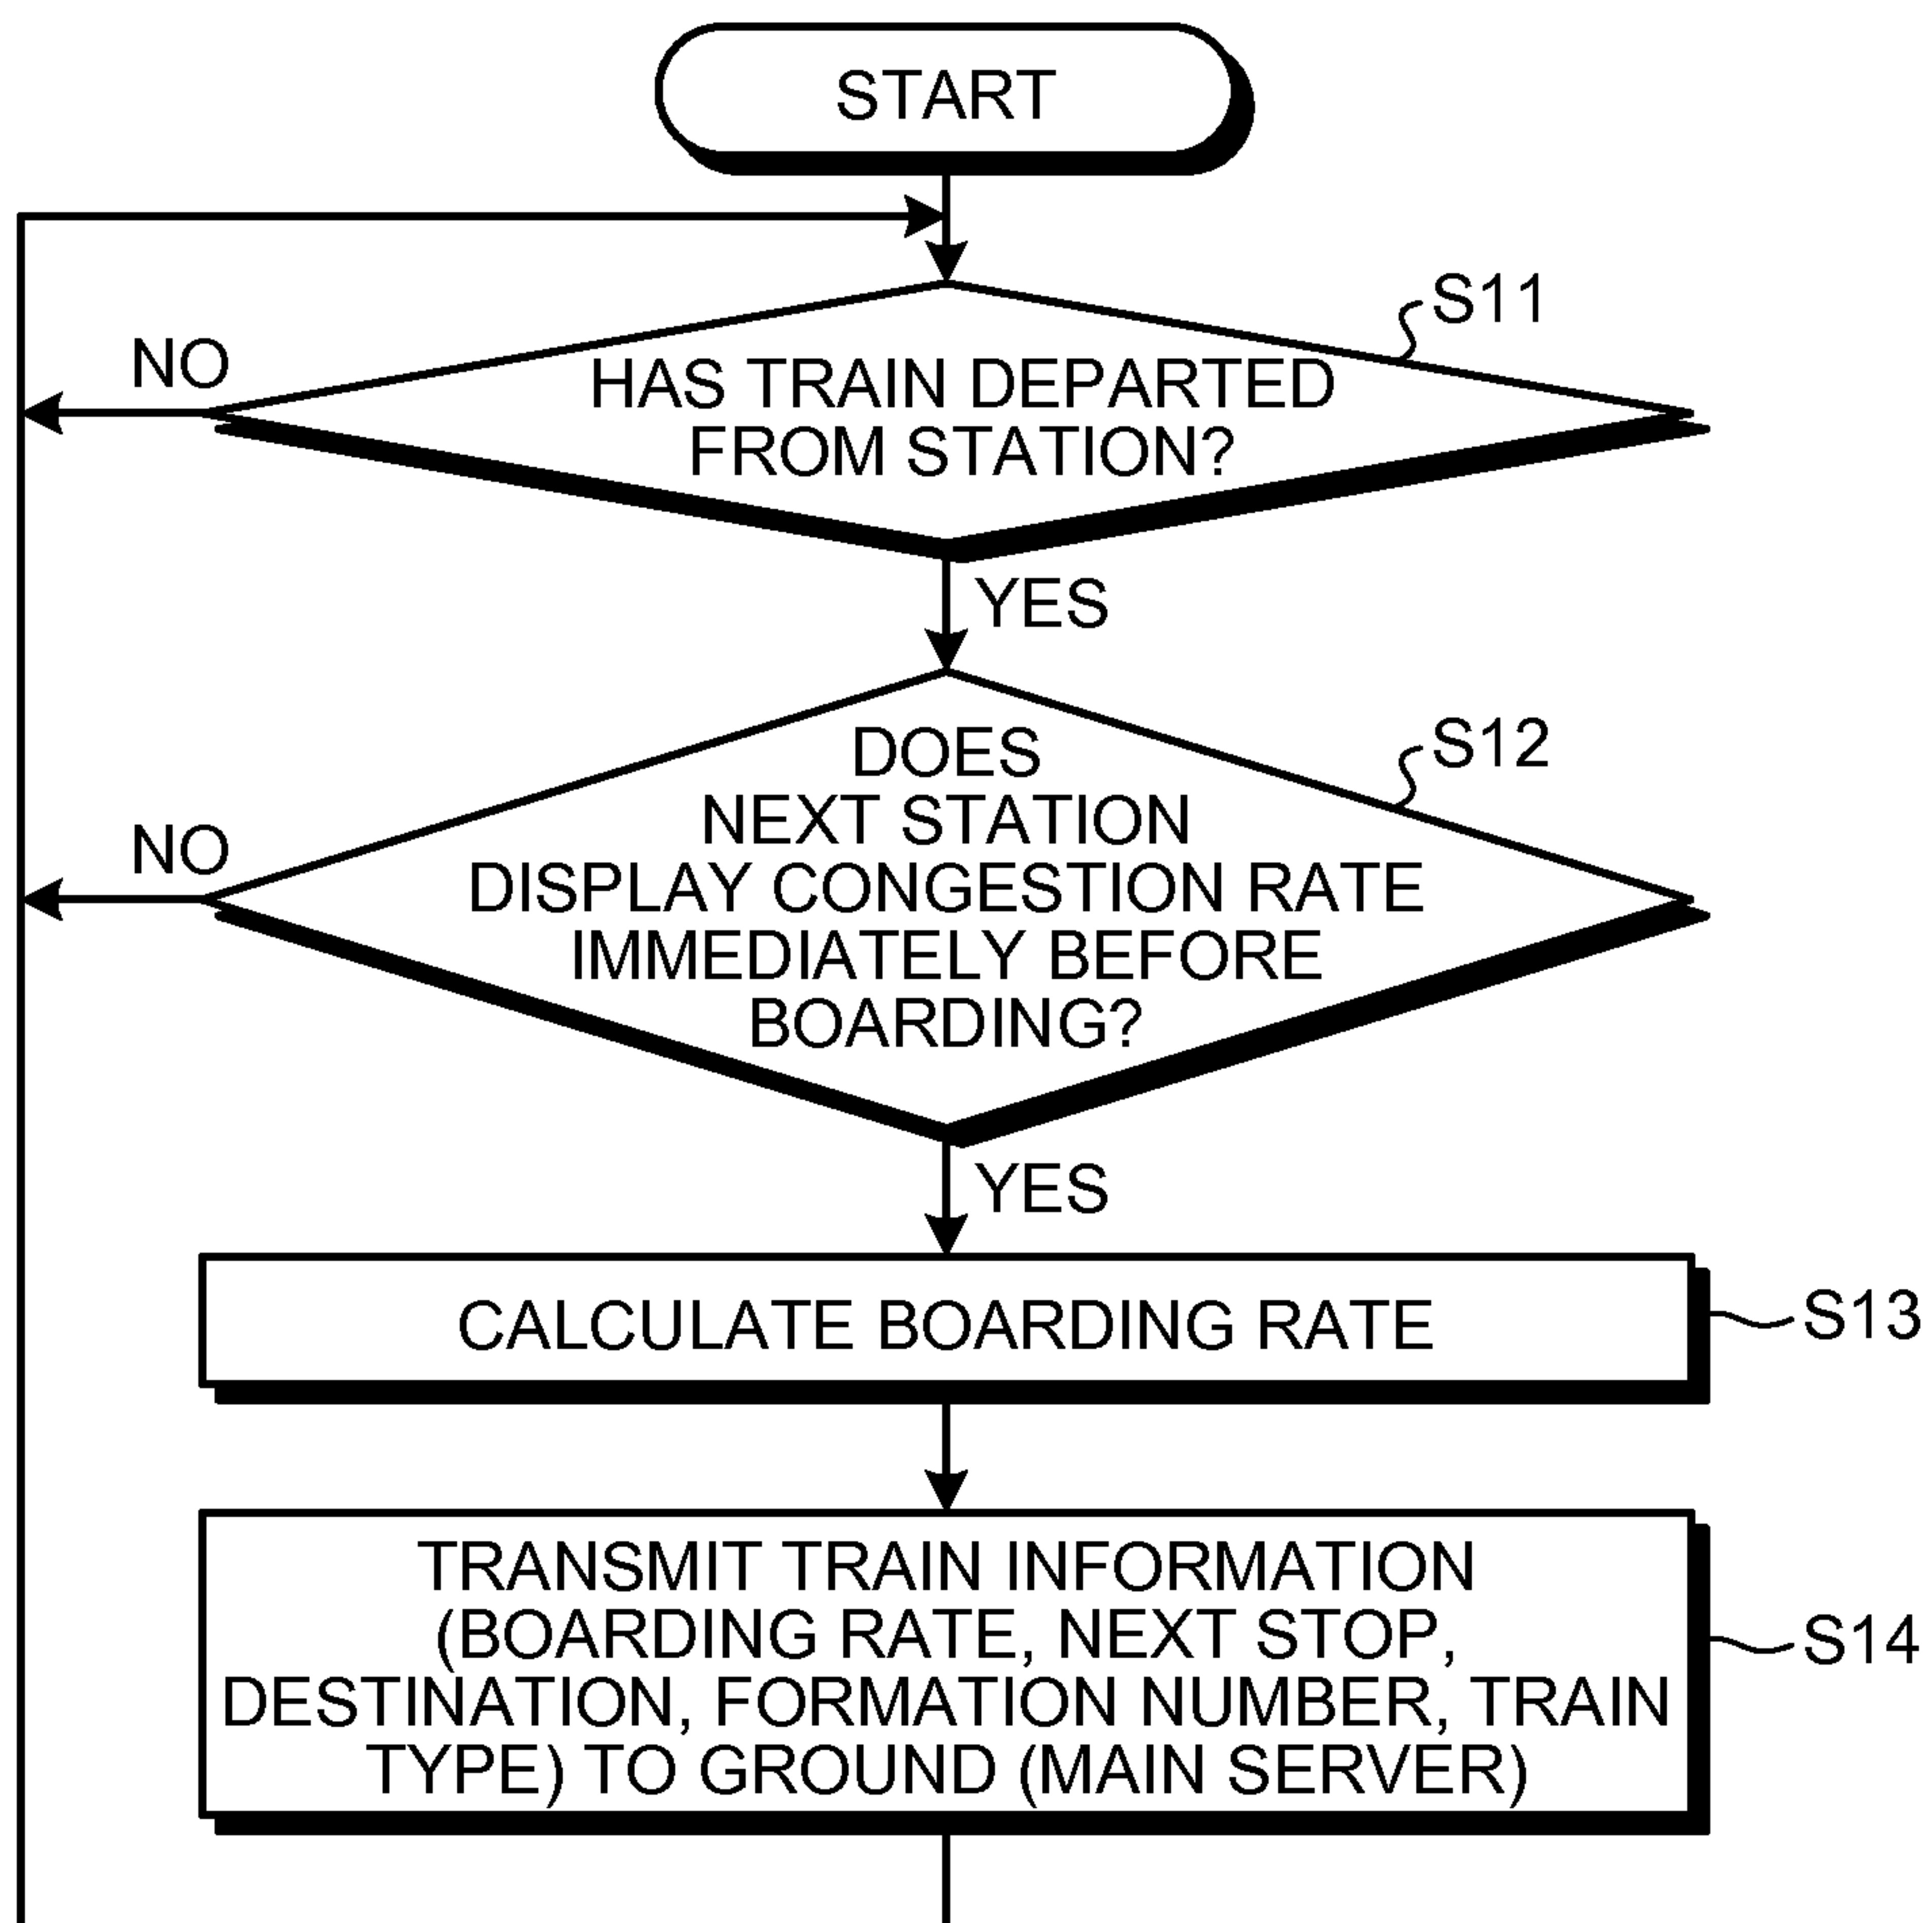 START
S11
HAS TRAIN DEPARTED
FROM STATION?
NO
YES
S12
DOES
NEXT STATION
DISPLAY CONGESTION RATE
IMMEDIATELY BEFORE
BOARDING?
NO
YES
CALCULATE BOARDING RATE
S13
TRANSMIT TRAIN INFORMATION
(BOARDING RATE, NEXT STOP,
DESTINATION, FORMATION NUMBER, TRAIN
TYPE) TO GROUND (MAIN SERVER)
S14